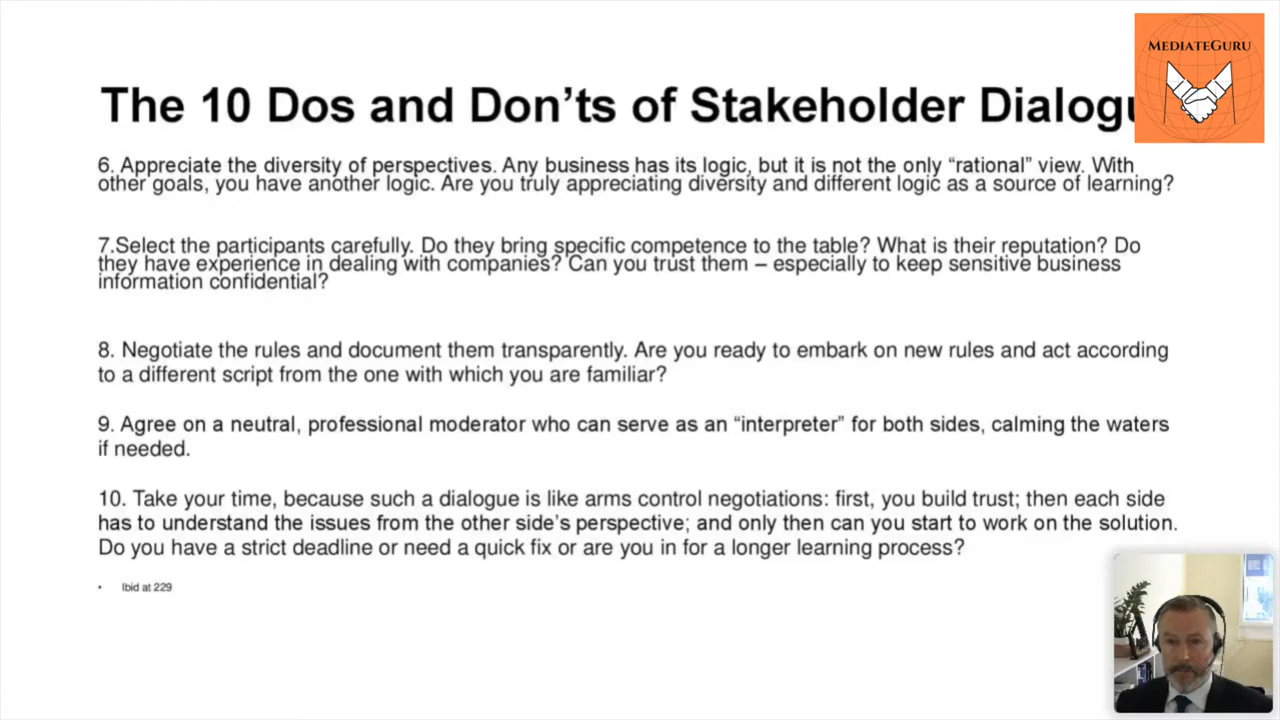 MEDIATEGURU
The 10 Dos and Don'ts of Stakeholder Dialogu
6. Appreciate the diversity of perspectives. Any business has its logic, but it is not the only “rational” view. With
other goals, you have another logic. Are you truly appreciating diversity and different logic as a source of learning?
7.Select the participants carefully. Do they bring specific competence to the table? What is their reputation? Do
they have experience in dealing with companies? Can you trust them – especially to keep sensitive business
information confidential?
8. Negotiate the rules and document them transparently. Are you ready to embark on new rules and act according
to a different script from the one with which you are familiar?
9. Agree on a neutral, professional moderator who can serve as an “interpreter” for both sides, calming the waters
if needed.
10. Take your time, because such a dialogue is like arms control negotiations: first, you build trust; then each side
has to understand the issues from the other side’s perspective; and only then can you start to work on the solution.
Do you have a strict deadline or need a quick fix or are you in for a longer learning process?
• Ibid at 229